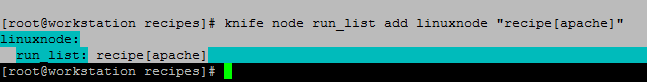 [root@workstation recipes]# knife node run_list add linuxnode "recipe[apache]"
linuxnode:
  run_list: recipe[apache]
[root@workstation recipes]#